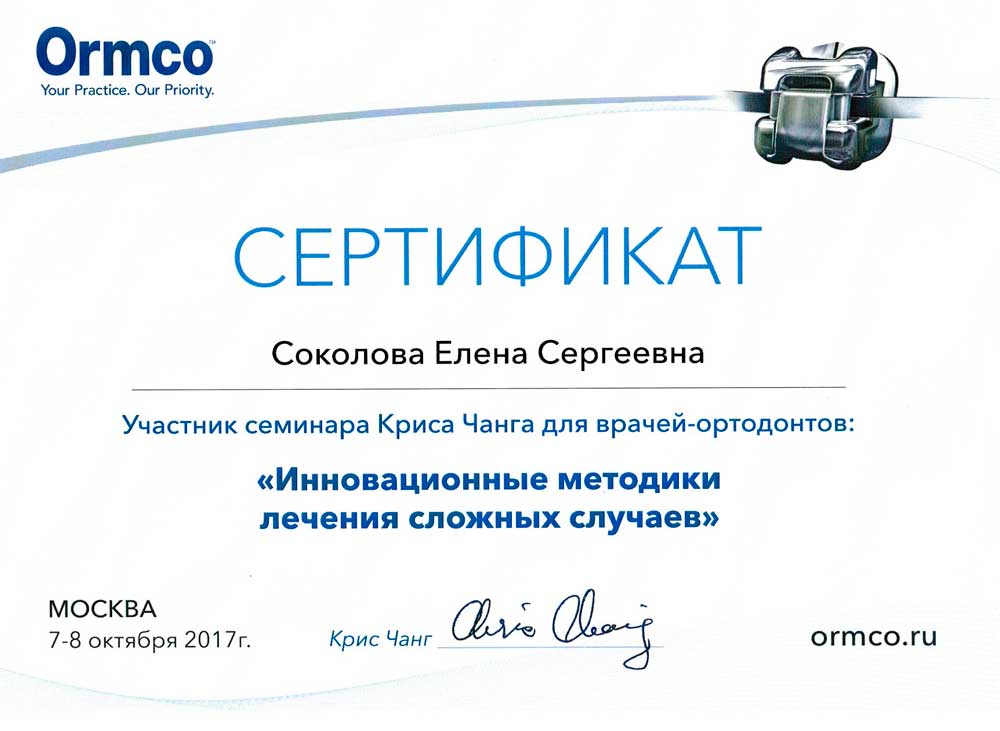 Ormco™
Your Practice. Our Priority.
СЕРТИФИКАТ
Соколова Елена Сергеевна
Участник семинара Криса Чанга для врачей-ортодонтов:
«Инновационные методики
лечения сложных случаев»
МОСКВА
7-8 октября 2017г.
Крис Чанг Chris Chang
ormco.ru